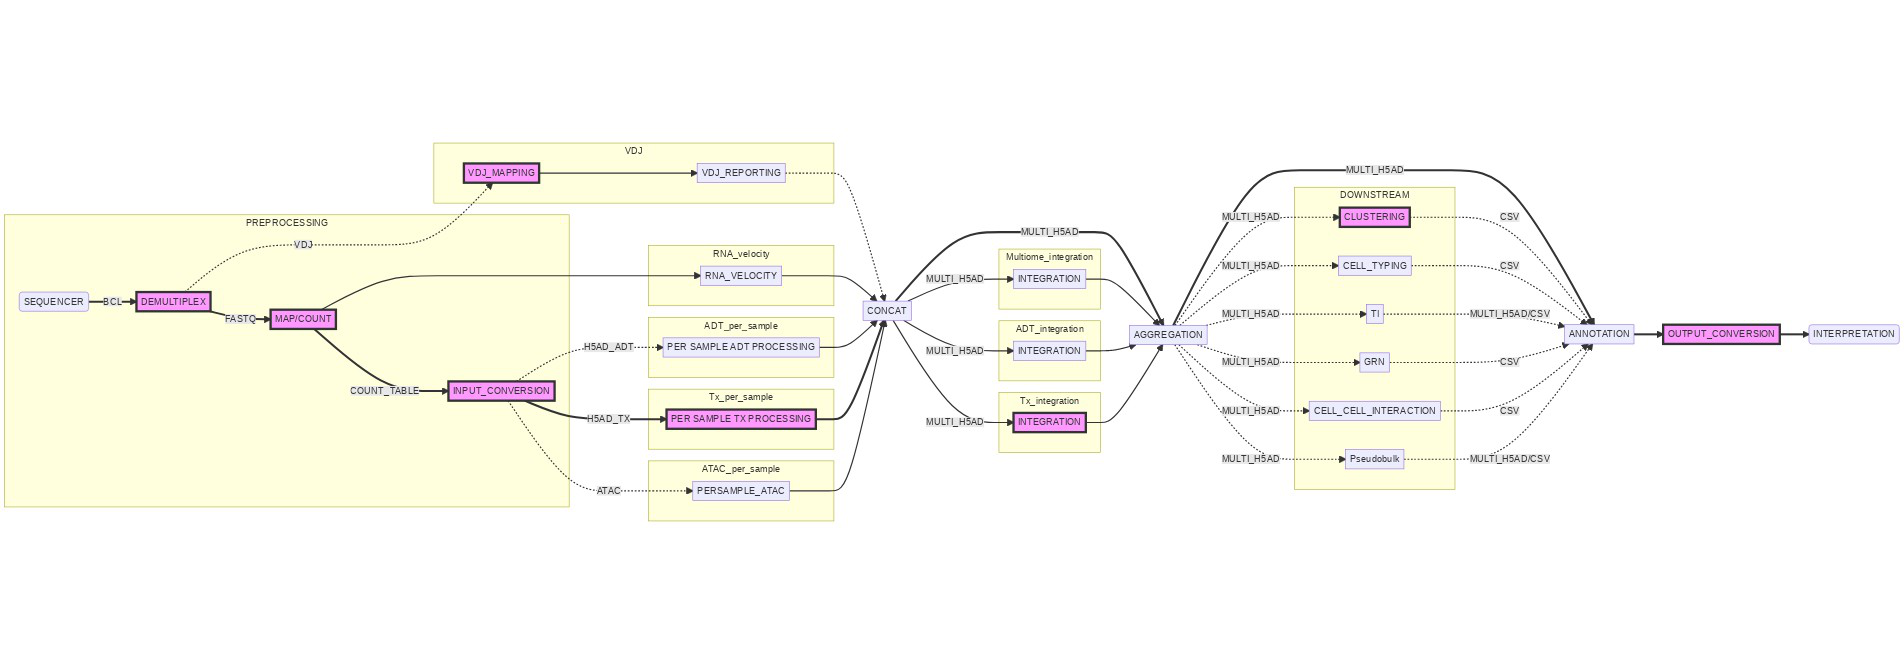 VDJ
VDJ_MAPPING
VDJ_REPORTING
PREPROCESSING
VDJ
SEQUENCER
BCL
DEMULTIPLEX
FASTQ
MAP/COUNT
COUNT_TABLE
INPUT_CONVERSION
H5AD_ADT
H5AD_TX
ATAC
RNA_velocity
RNA_VELOCITY
ADT_per_sample
PER SAMPLE ADT PROCESSING
Tx_per_sample
PER SAMPLE TX PROCESSING
ATAC_per_sample
PERSAMPLE_ATAC
CONCAT
MULTI_H5AD
MULTI_H5AD
MULTI_H5AD
MULTI_H5AD
Multiome_integration
INTEGRATION
ADT_integration
INTEGRATION
Tx_integration
INTEGRATION
AGGREGATION
MULTI_H5AD
MULTI_H5AD
MULTI_H5AD
MULTI_H5AD
MULTI_H5AD
MULTI_H5AD
MULTI_H5AD
DOWNSTREAM
CLUSTERING
CELL_TYPING
TI
GRN
CELL_CELL_INTERACTION
Pseudobulk
CSV
CSV
MULTI_H5AD/CSV
CSV
CSV
MULTI_H5AD/CSV
ANNOTATION
OUTPUT_CONVERSION
INTERPRETATION